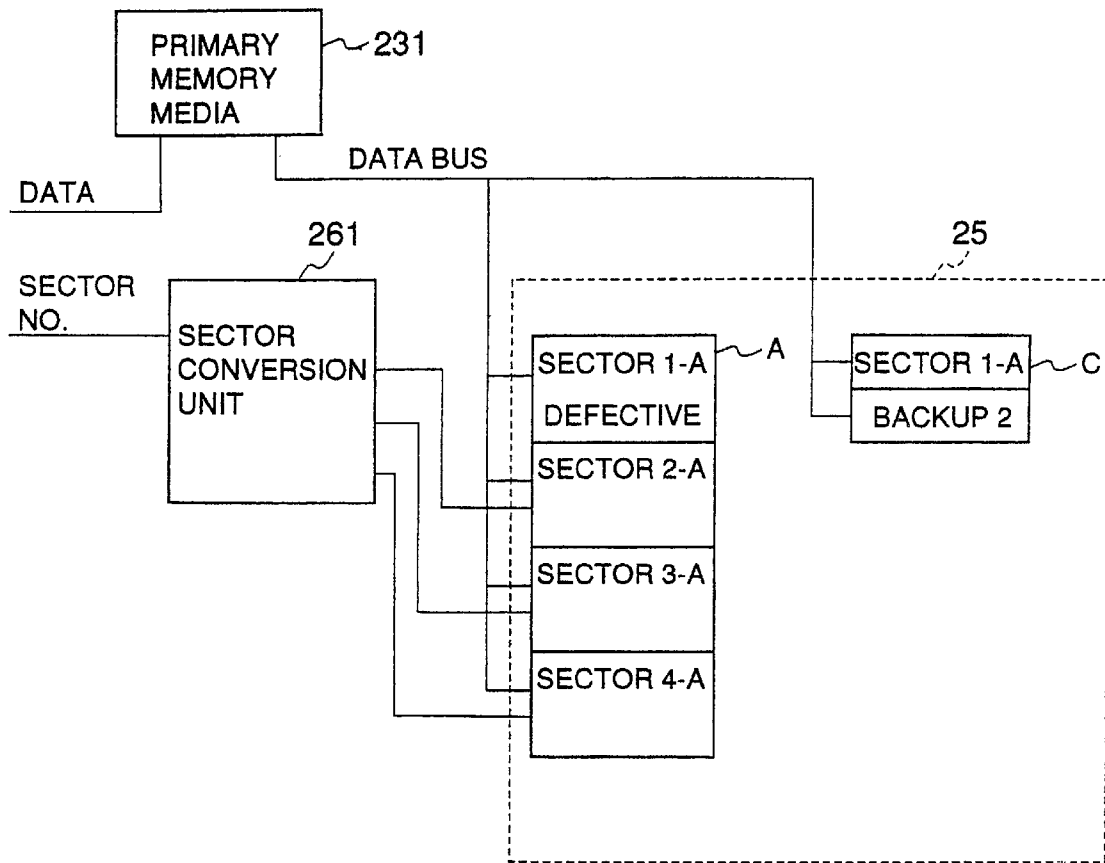 PRIMARY
MEMORY
MEDIA
231
DATA BUS
DATA
261
25
SECTOR
NO.
SECTOR
CONVERSION
UNIT
SECTOR 1-A
A
DEFECTIVE
SECTOR 2-A
SECTOR 3-A
SECTOR 4-A
SECTOR 1-A
C
BACKUP 2